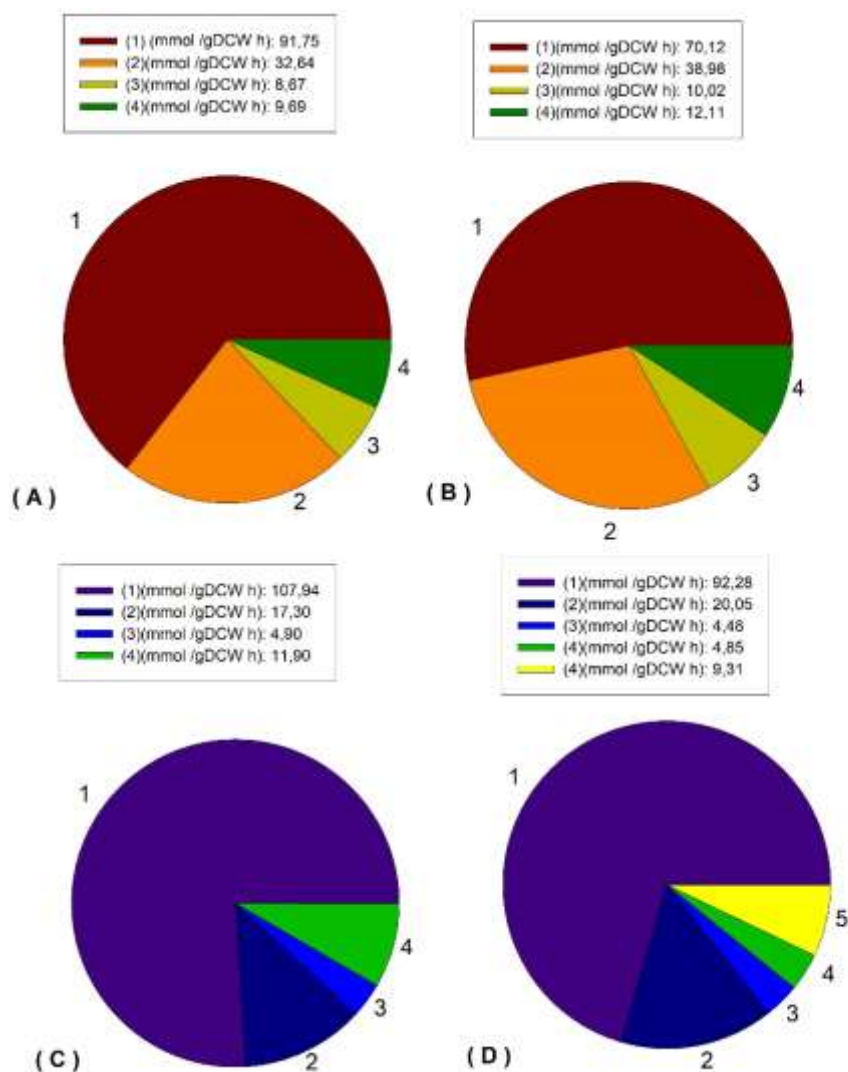 (1) (mmol /gDCW h): 91,75
(2)(mmol /gDCW h): 32,64
(3)(mmol /gDCW h): 8,67
(4)(mmol /gDCW h): 9,69
(1)(mmol /gDCW h): 70,12
(2)(mmol /gDCW h): 38,98
(3)(mmol /gDCW h): 10,02
(4)(mmol /gDCW h): 12,11
1
4
3
2
( A )
1
4
3
2
( B )
(1)(mmol /gDCW h): 107,94
(2)(mmol /gDCW h): 17,30
(3)(mmol /gDCW h): 4,90
(4)(mmol /gDCW h): 11,90
(1)(mmol /gDCW h): 92,28
(2)(mmol /gDCW h): 20,05
(3)(mmol /gDCW h): 4,48
(4)(mmol /gDCW h): 4,85
(4)(mmol /gDCW h): 9,31
1
4
3
2
( C )
1
5
4
3
2
( D )